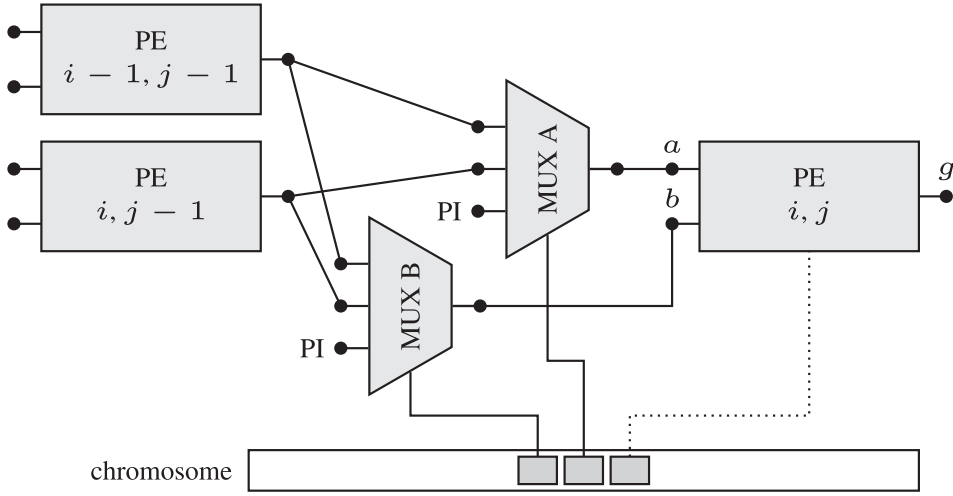 PE
i − 1, j − 1
PE
i, j − 1
MUX A
PI
a
b
PE
i, j
g
MUX B
PI
chromosome